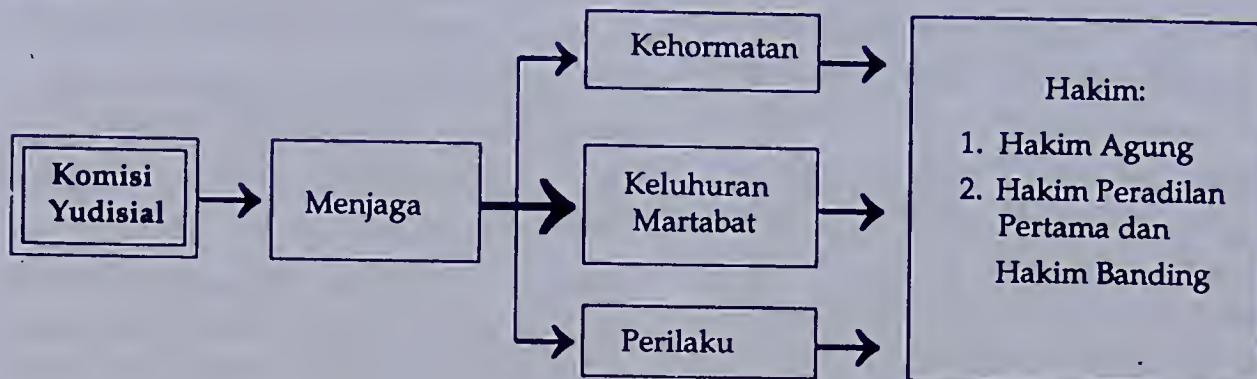 Komisi
Yudisial
Menjaga
Kehormatan
Keluhuran
Martabat
Perilaku
Hakim:
1. Hakim Agung
2. Hakim Peradilan
Pertama dan
Hakim Banding